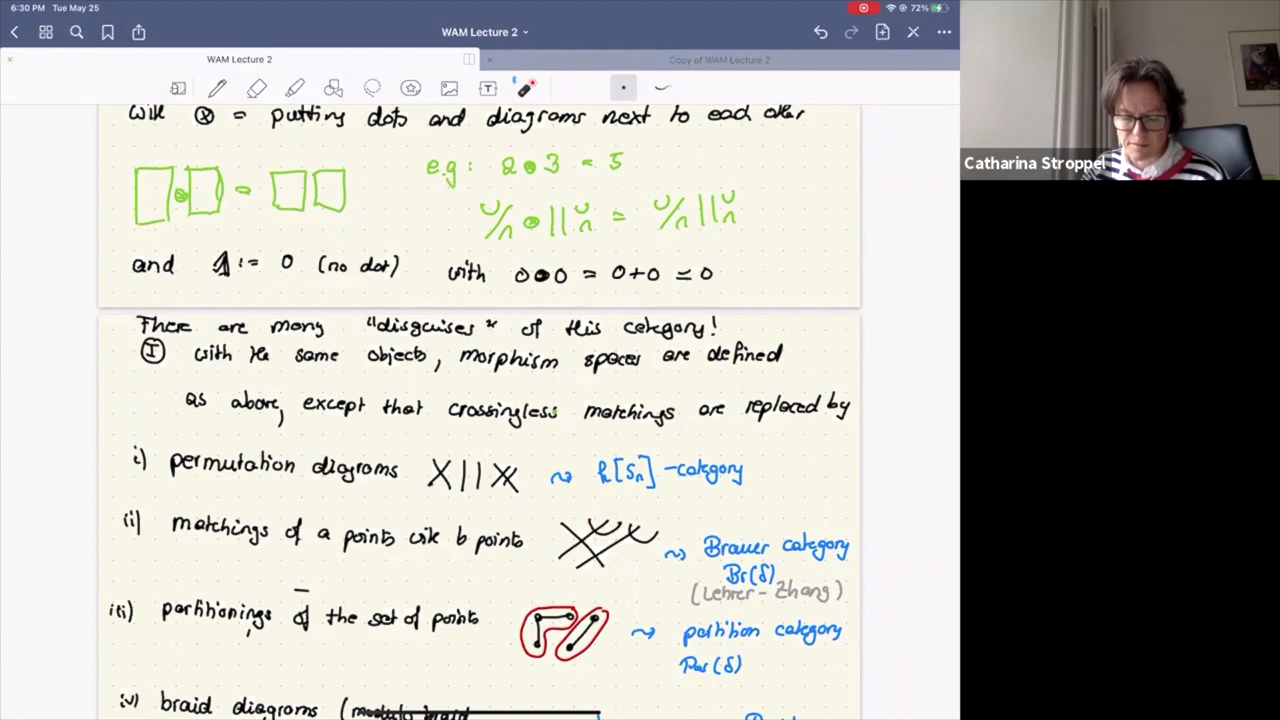 6:30 PM Tue May 25
72%
WAM Lecture 2
WAM Lecture 2
Copy of WAM Lecture 2
Catharina Stroppel
with ⊗ = putting dots and diagrams next to each other
e.g: 2 • 3 = 5
and 1 := 0 (no dot) with 0 • 0 = 0+0 = 0
There are many "disguises" of this category!
I with the same objects, morphism spaces are defined
as above, except that crossingless matchings are replaced by
i) permutation diagrams ⇝ k[Sn]-category
ii) matchings of a points with b points ⇝ Brauer category
Br(δ)
(Lehrer-Zhang)
iii) partitionings of the set of points ⇝ partition category
Par(δ)
iv) braid diagrams (modulo braid